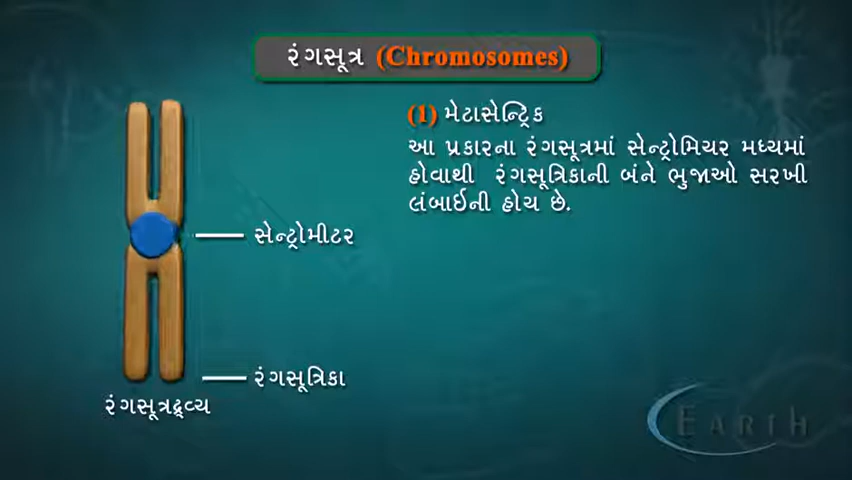 રંગસૂત્ર (Chromosomes)
(1) મેટાસેન્ટ્રિક
આ પ્રકારના રંગસૂત્રમાં સેન્ટ્રોમિયર મધ્યમાં
હોવાથી રંગસૂત્રિકાની બંને ભુજાઓ સરખી
લંબાઈની હોય છે.
સેન્ટ્રોમીટર
રંગસૂત્રિકા
રંગસૂત્રદ્રવ્ય
EARTH